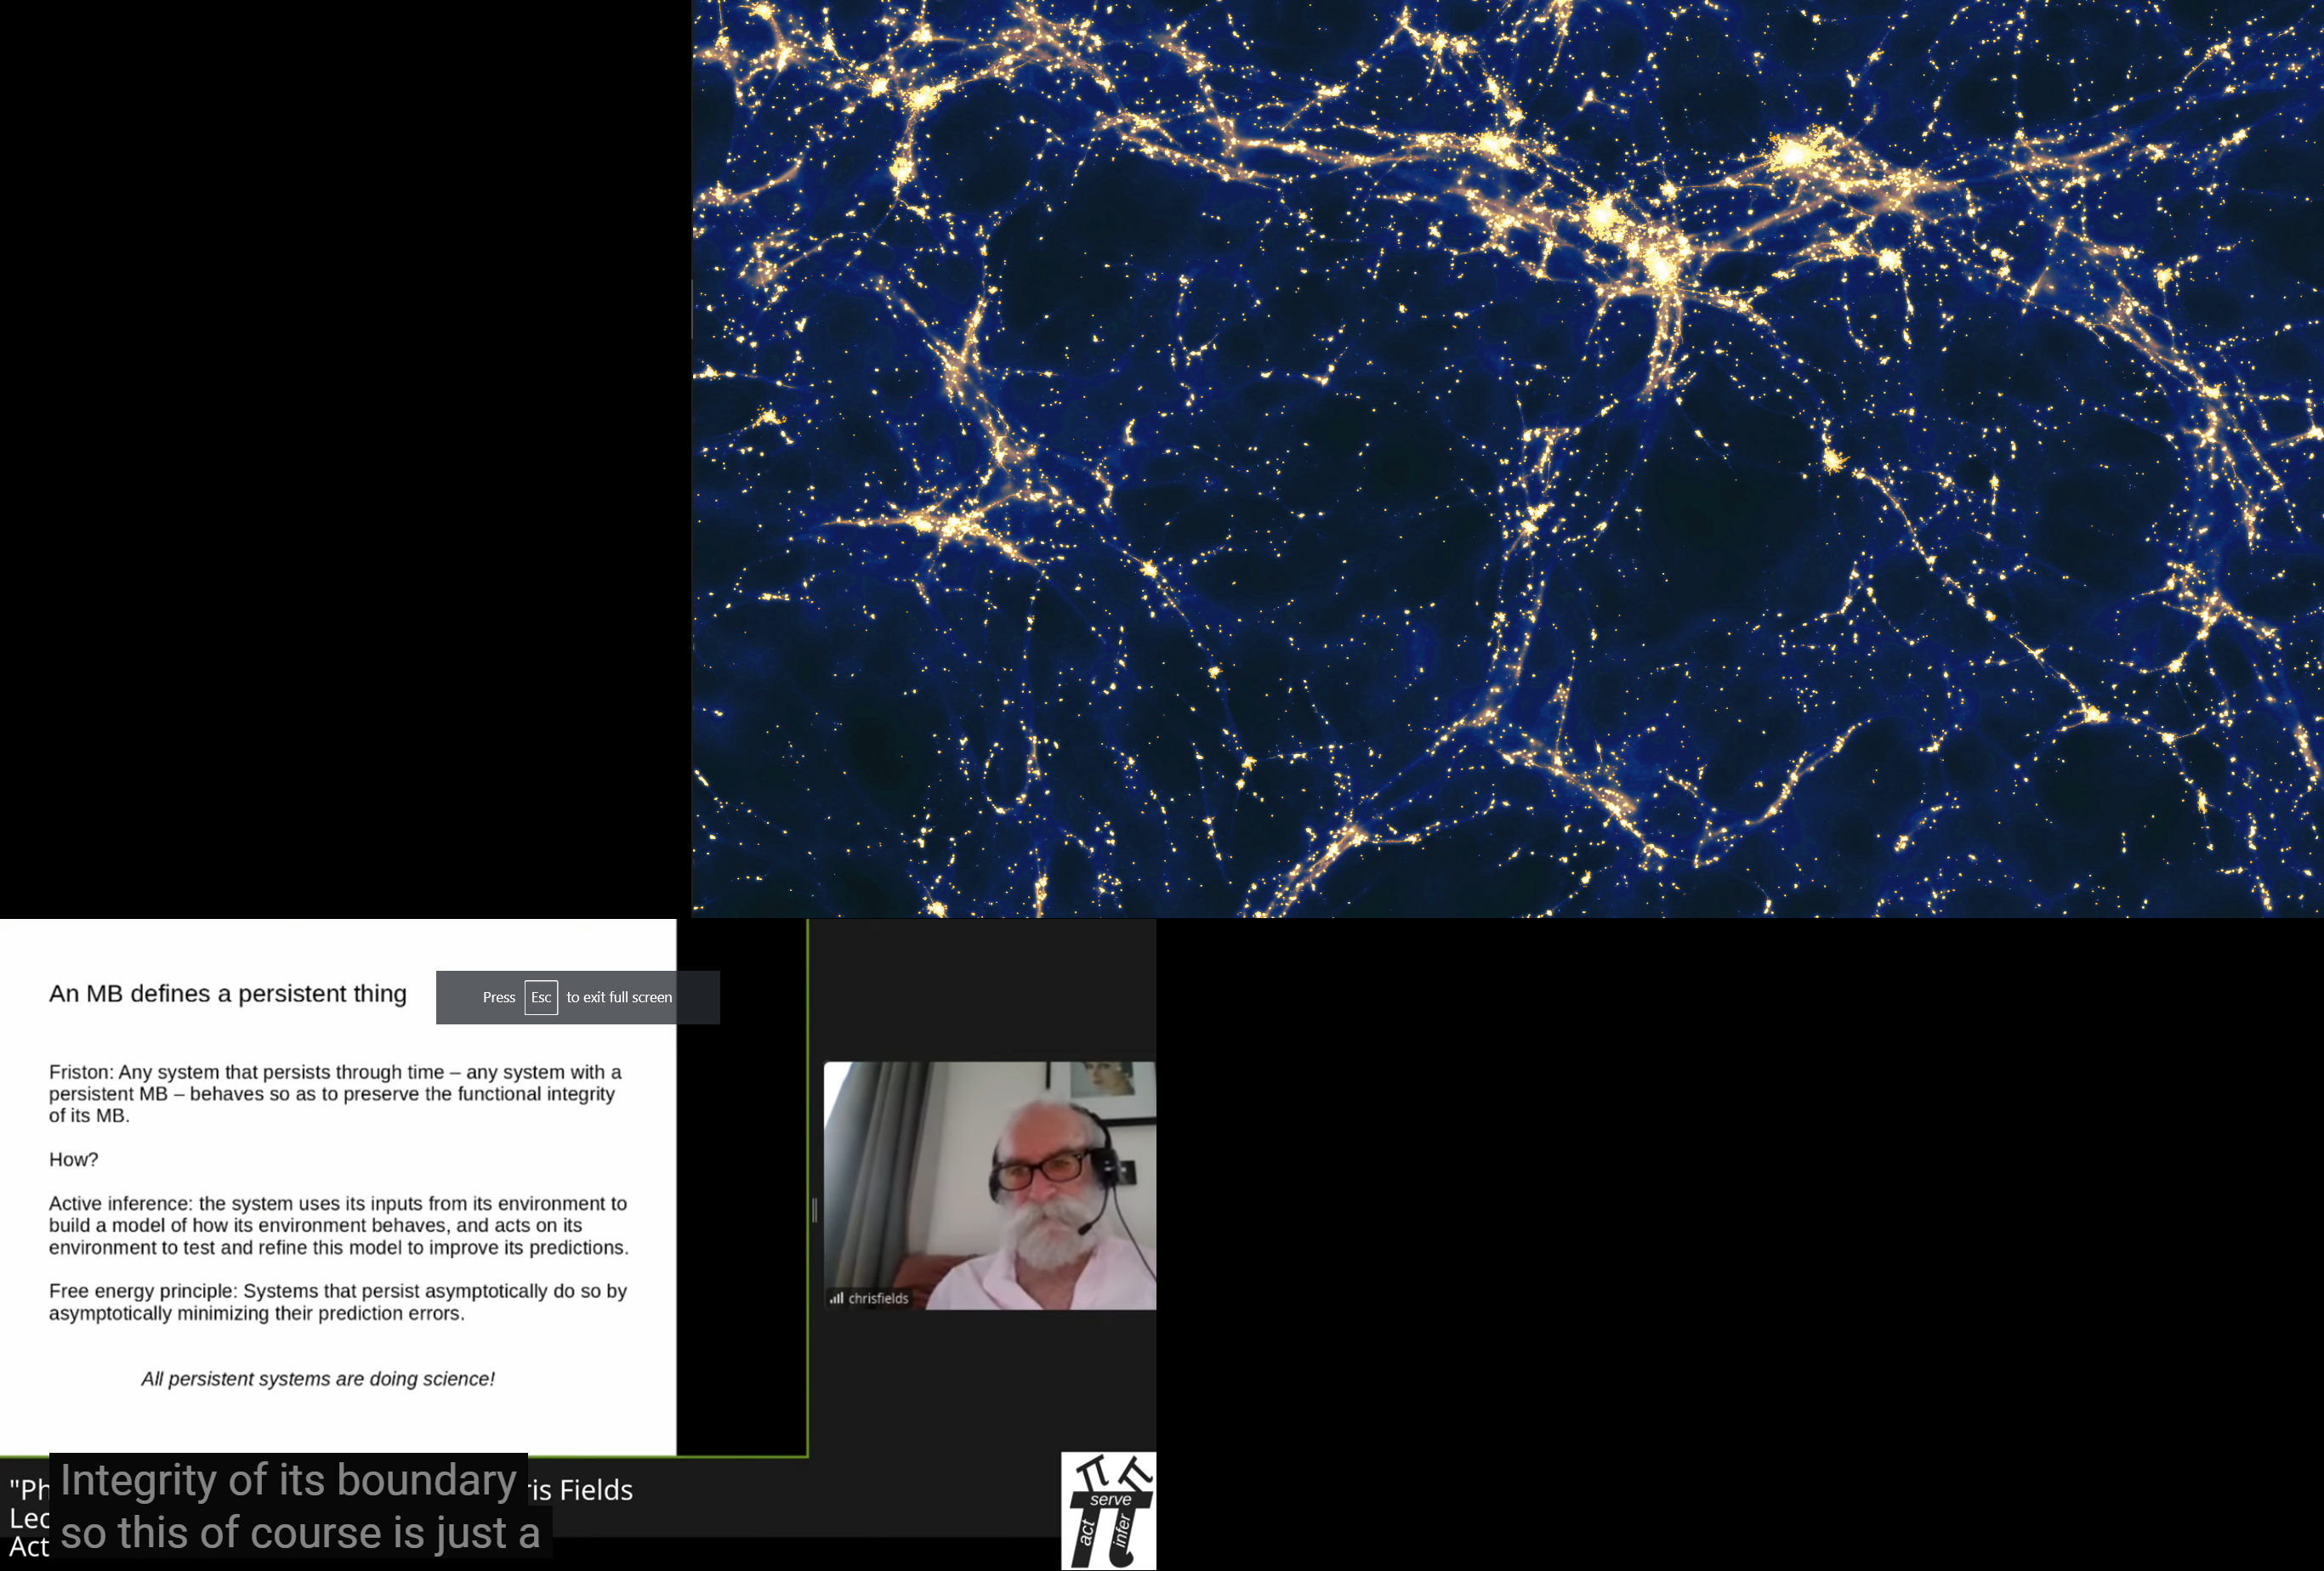 An MB defines a persistent thing
Press Esc to exit full screen
Friston: Any system that persists through time – any system with a
persistent MB – behaves so as to preserve the functional integrity
of its MB.
How?
Active inference: the system uses its inputs from its environment to
build a model of how its environment behaves, and acts on its
environment to test and refine this model to improve its predictions.
Free energy principle: Systems that persist asymptotically do so by
asymptotically minimizing their prediction errors.
All persistent systems are doing science!
chrisfields
Fields
Integrity of its boundary
so this of course is just a
serve
act
infer